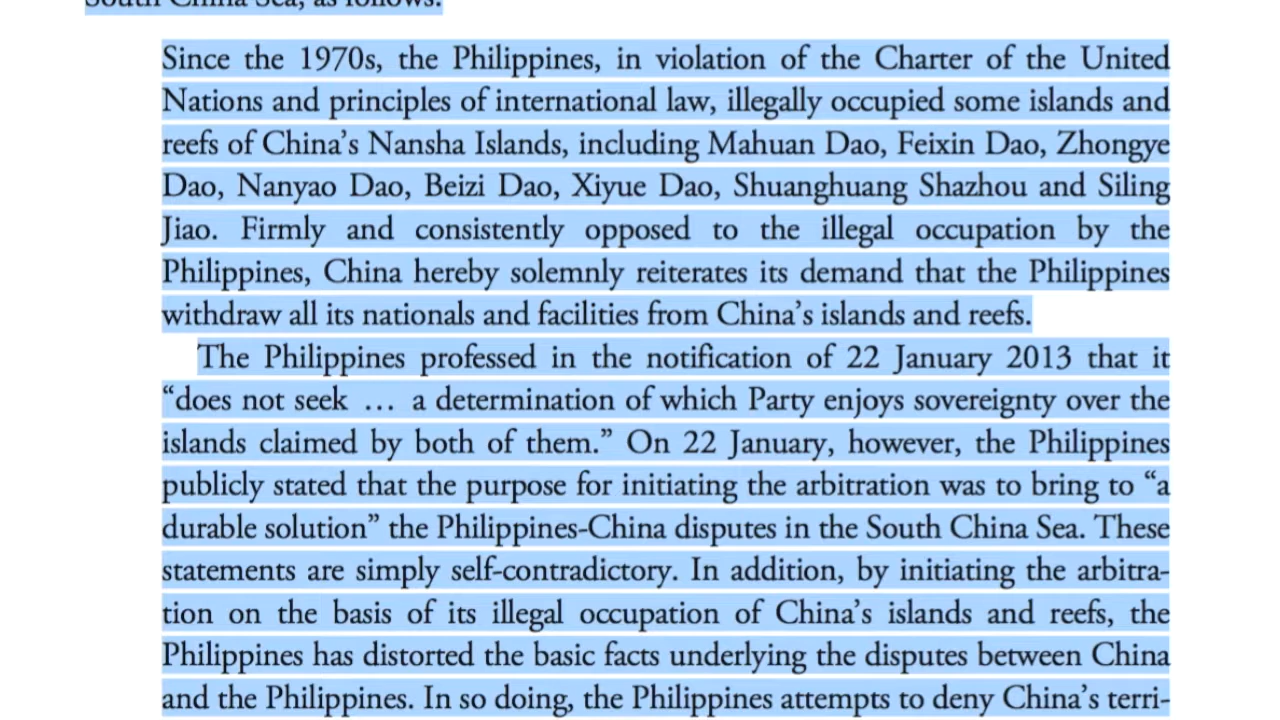 South China Sea, as follows:
Since the 1970s, the Philippines, in violation of the Charter of the United
Nations and principles of international law, illegally occupied some islands and
reefs of China’s Nansha Islands, including Mahuan Dao, Feixin Dao, Zhongye
Dao, Nanyao Dao, Beizi Dao, Xiyue Dao, Shuanghuang Shazhou and Siling
Jiao. Firmly and consistently opposed to the illegal occupation by the
Philippines, China hereby solemnly reiterates its demand that the Philippines
withdraw all its nationals and facilities from China’s islands and reefs.
The Philippines professed in the notification of 22 January 2013 that it
“does not seek … a determination of which Party enjoys sovereignty over the
islands claimed by both of them.” On 22 January, however, the Philippines
publicly stated that the purpose for initiating the arbitration was to bring to “a
durable solution” the Philippines-China disputes in the South China Sea. These
statements are simply self-contradictory. In addition, by initiating the arbitra-
tion on the basis of its illegal occupation of China’s islands and reefs, the
Philippines has distorted the basic facts underlying the disputes between China
and the Philippines. In so doing, the Philippines attempts to deny China’s terri-